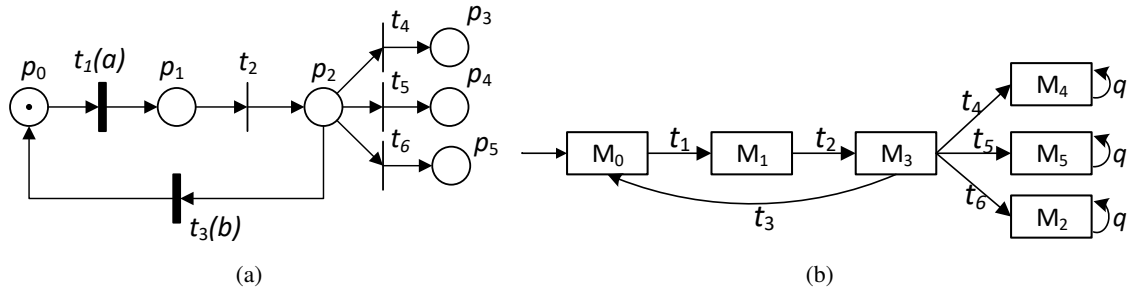 p0 t1(a) p1 t2 p2 t4 p3
t5 p4
t6 p5
t3(b)
(a)
M0 t1 M1 t2 M3
t3
t4 M4 q
t5 M5 q
t6 M2 q
(b)